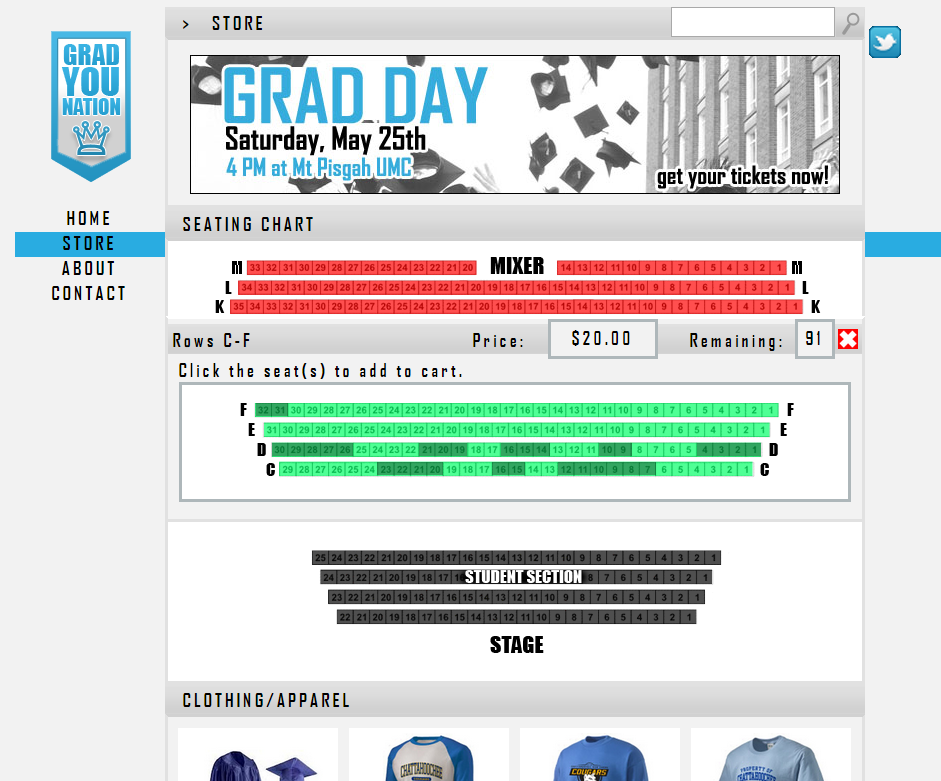 > STORE
GRAD
YOU
NATION
GRAD DAY
Saturday, May 25th
4 PM at Mt Pisgah UMC
get your tickets now!
HOME
STORE
ABOUT
CONTACT
SEATING CHART
M 33 32 31 30 29 28 27 26 25 24 23 22 21 20 MIXER 14 13 12 11 10 9 8 7 6 5 4 3 2 1 M
L 34 33 32 31 30 29 28 27 26 25 24 23 22 21 20 19 18 17 16 15 14 13 12 11 10 9 8 7 6 5 4 3 2 1 L
K 35 34 33 32 31 30 29 28 27 26 25 24 23 22 21 20 19 18 17 16 15 14 13 12 11 10 9 8 7 6 5 4 3 2 1 K
Rows C-F Price: $20.00 Remaining: 91
Click the seat(s) to add to cart.
F 32 31 30 29 28 27 26 25 24 23 22 21 20 19 18 17 16 15 14 13 12 11 10 9 8 7 6 5 4 3 2 1 F
E 31 30 29 28 27 26 25 24 23 22 21 20 19 18 17 16 15 14 13 12 11 10 9 8 7 6 5 4 3 2 1 E
D 30 29 28 27 26 25 24 23 22 21 20 19 18 17 16 15 14 13 12 11 10 9 8 7 6 5 4 3 2 1 D
C 29 28 27 26 25 24 23 22 21 20 19 18 17 16 15 14 13 12 11 10 9 8 7 6 5 4 3 2 1 C
25 24 23 22 21 20 19 18 17 16 15 14 13 12 11 10 9 8 7 6 5 4 3 2 1
24 23 22 21 20 19 18 17 STUDENT SECTION 8 7 6 5 4 3 2 1
23 22 21 20 19 18 17 16 15 14 13 12 11 10 9 8 7 6 5 4 3 2 1
22 21 20 19 18 17 16 15 14 13 12 11 10 9 8 7 6 5 4 3 2 1
STAGE
CLOTHING/APPAREL
CHATTAHOOCHEE
COUGARS
PROPERTY OF
CHATTAHOOCHEE